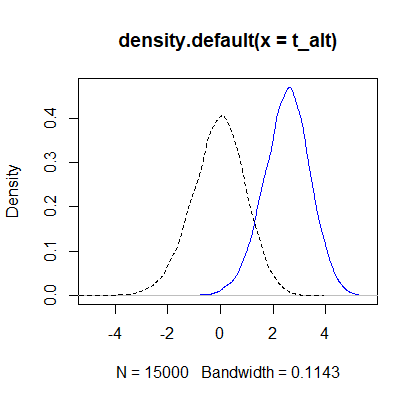 density.default(x = t_alt)
Density
0.4
0.3
0.2
0.1
0.0
-4 -2 0 2 4
N = 15000 Bandwidth = 0.1143